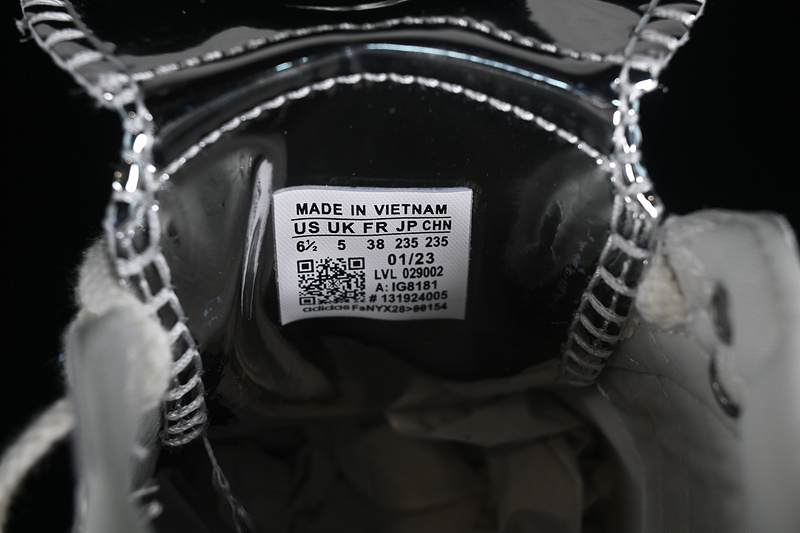 MADE IN VIETNAM
US UK FR JP CHN
6½ 5 38 235 235
01/23
LVL 029002
A: IG8181
# 131924005
adidas FsNYX28>